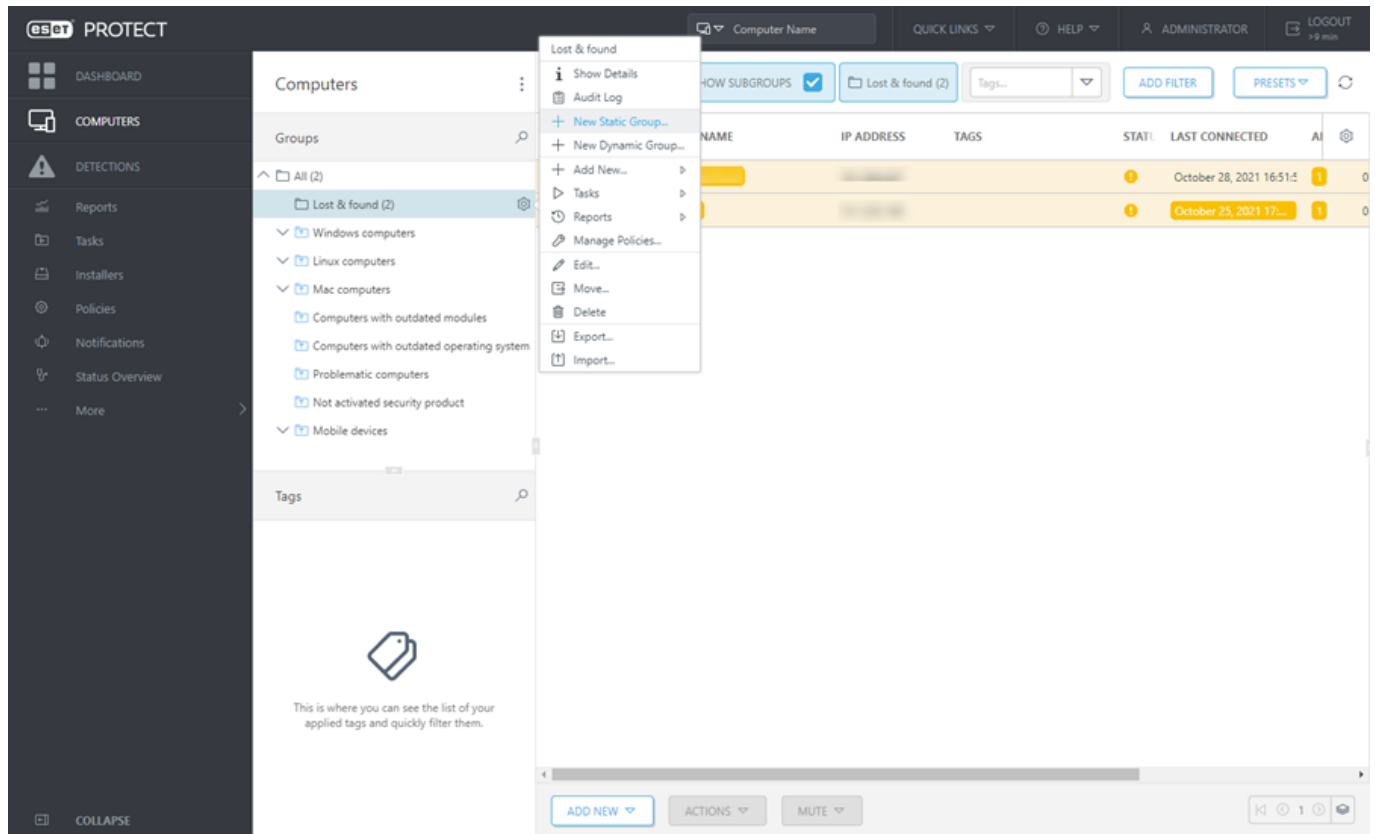 eset PROTECT
Computer Name
QUICK LINKS
HELP
ADMINISTRATOR
LOGOUT
>9 min
DASHBOARD
COMPUTERS
DETECTIONS
Reports
Tasks
Installers
Policies
Notifications
Status Overview
More
COLLAPSE
Computers
Groups
All (2)
Lost & found (2)
Windows computers
Linux computers
Mac computers
Computers with outdated modules
Computers with outdated operating system
Problematic computers
Not activated security product
Mobile devices
Tags
This is where you can see the list of your
applied tags and quickly filter them.
Lost & found
Show Details
Audit Log
New Static Group...
New Dynamic Group...
Add New...
Tasks
Reports
Manage Policies...
Edit...
Move...
Delete
Export...
Import...
HOW SUBGROUPS
Lost & found (2)
Tags...
ADD FILTER
PRESETS
NAME
IP ADDRESS
TAGS
STATU
LAST CONNECTED
Al
October 28, 2021 16:51:5
1
0
October 25, 2021 17:...
1
0
ADD NEW
ACTIONS
MUTE
1